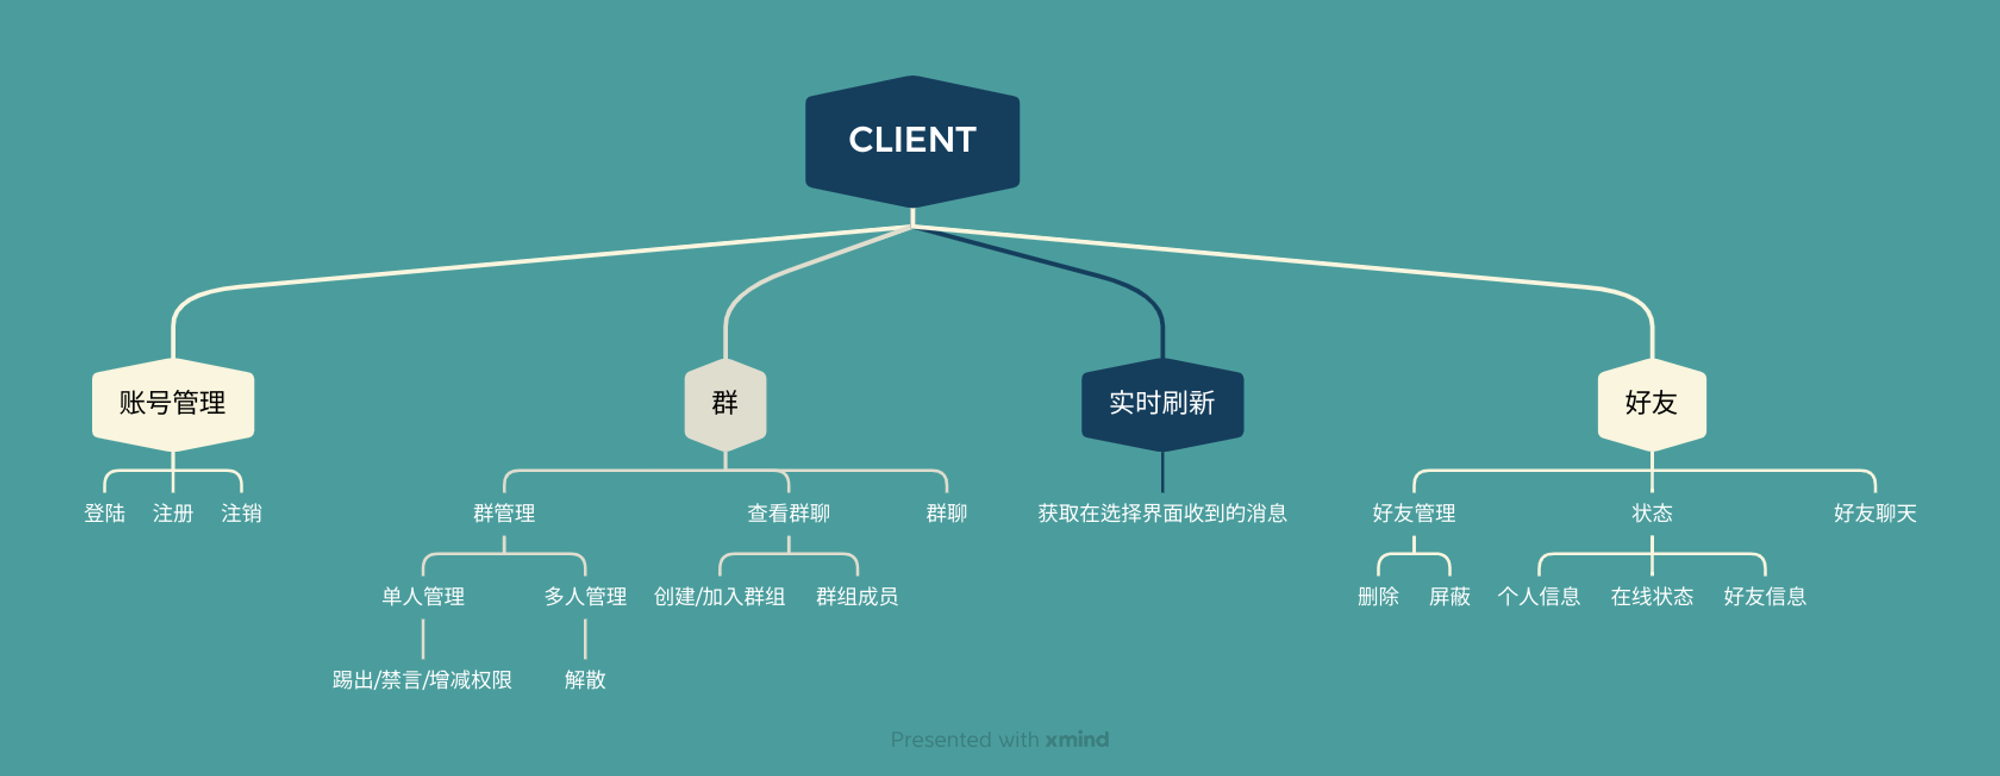 CLIENT
账号管理
群
实时刷新
好友
登陆
注册
注销
群管理
查看群聊
群聊
获取在选择界面收到的消息
好友管理
状态
好友聊天
单人管理
多人管理
创建/加入群组
群组成员
删除
屏蔽
个人信息
在线状态
好友信息
踢出/禁言/增减权限
解散
Presented with xmind